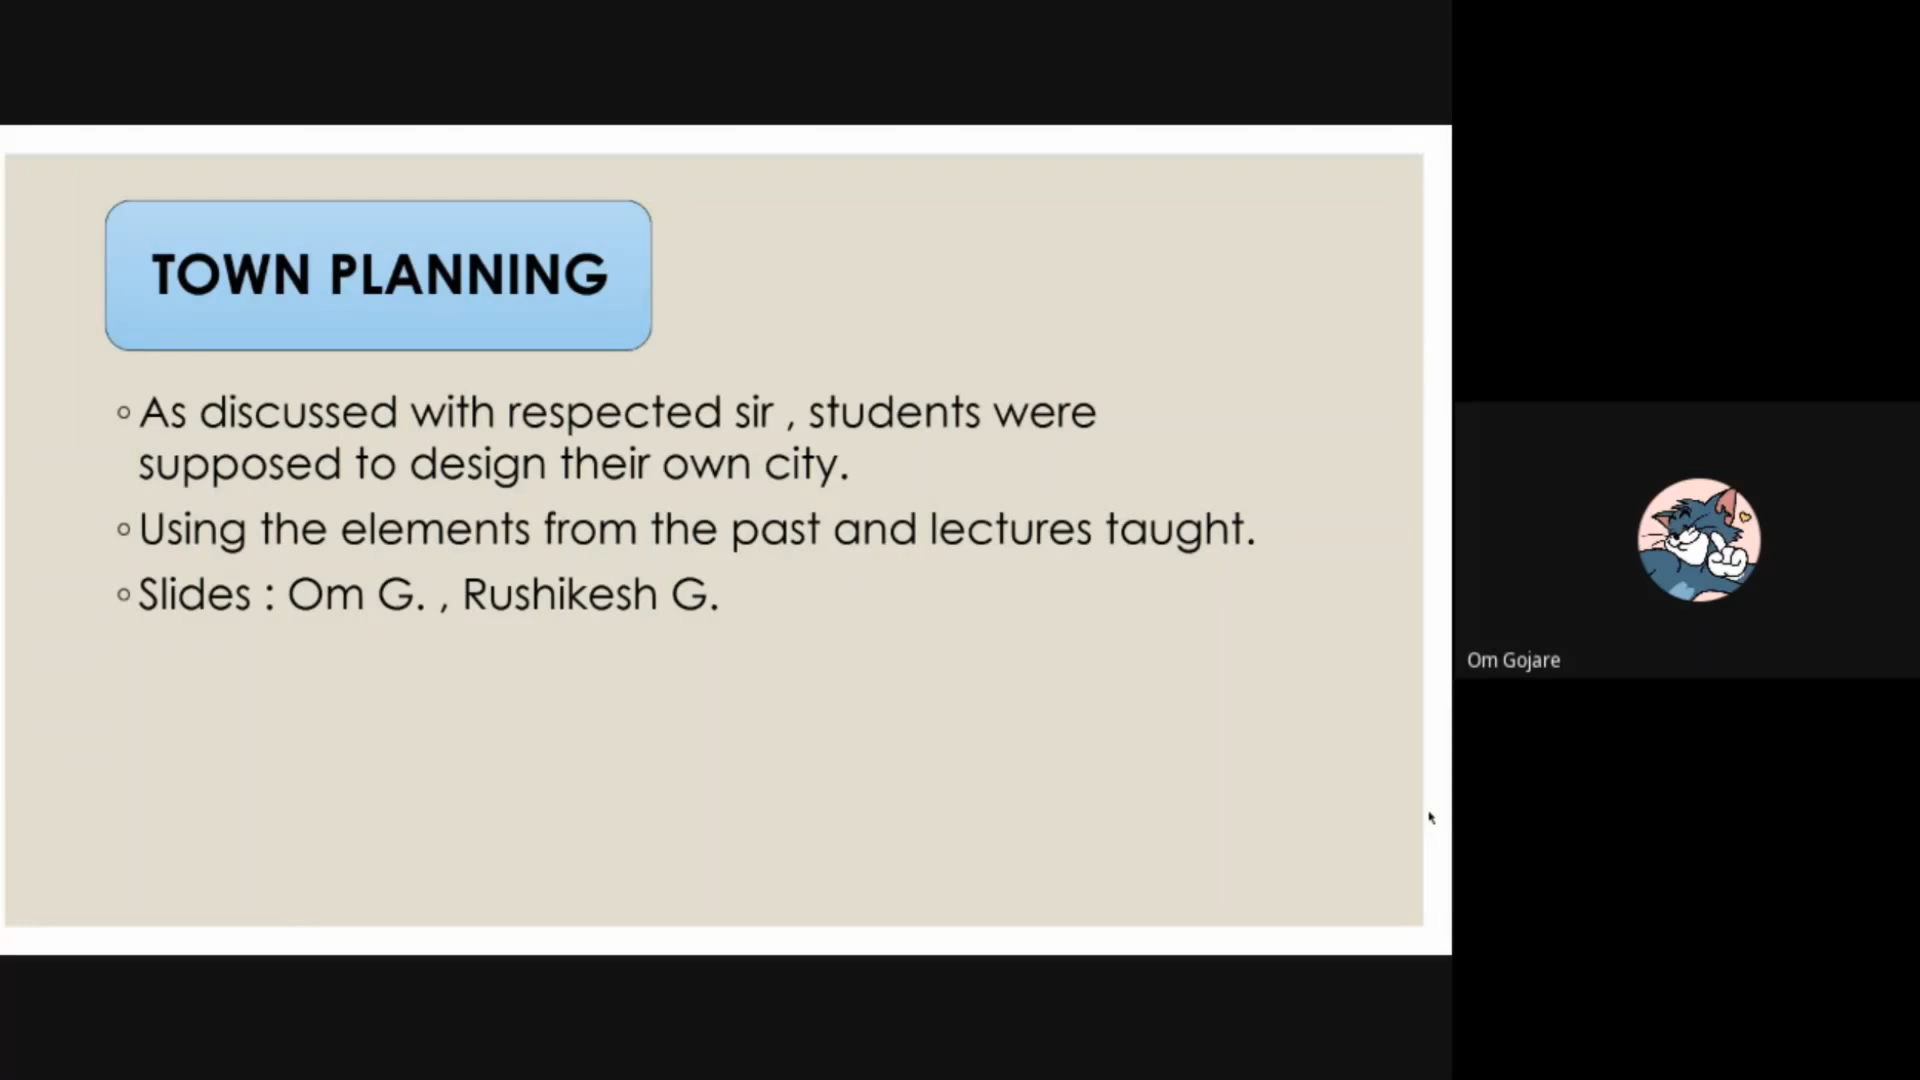 TOWN PLANNING
◦ As discussed with respected sir , students were
supposed to design their own city.
◦ Using the elements from the past and lectures taught.
◦ Slides : Om G. , Rushikesh G.
Om Gojare